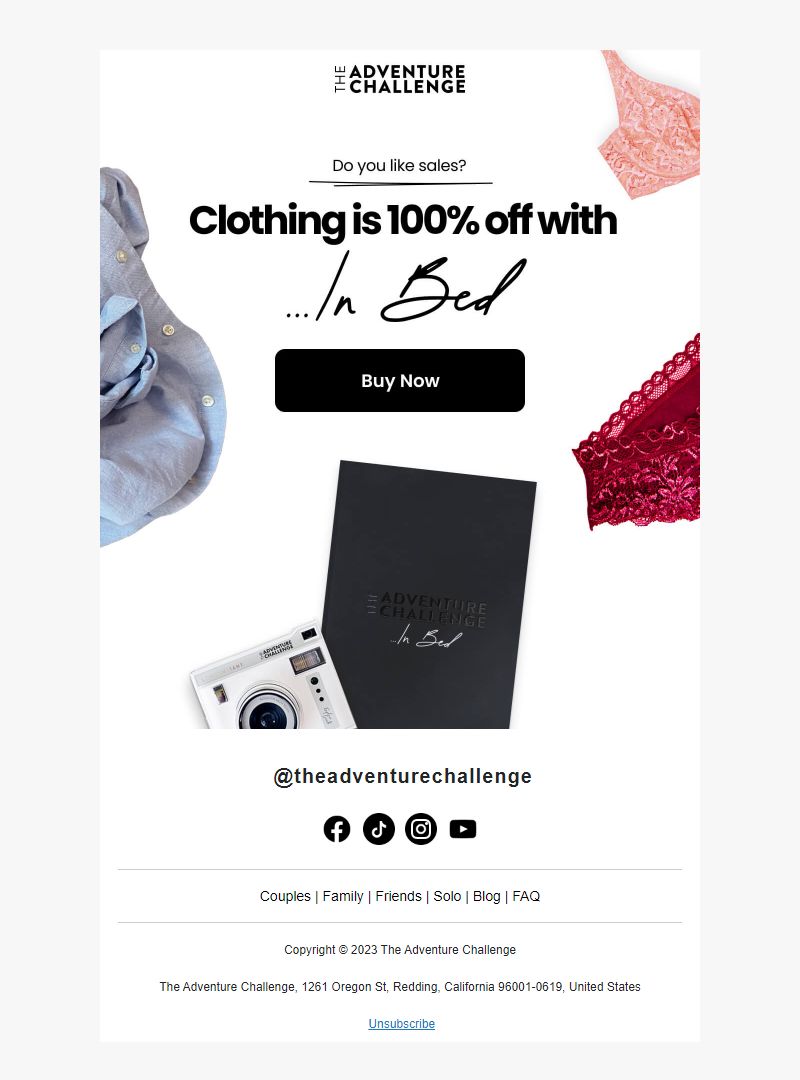 THE ADVENTURE
CHALLENGE
Do you like sales?
Clothing is 100% off with
...In Bed
Buy Now
THE ADVENTURE
CHALLENGE
...In Bed
THE ADVENTURE
CHALLENGE
@theadventurechallenge
Couples | Family | Friends | Solo | Blog | FAQ
Copyright © 2023 The Adventure Challenge
The Adventure Challenge, 1261 Oregon St, Redding, California 96001-0619, United States
Unsubscribe